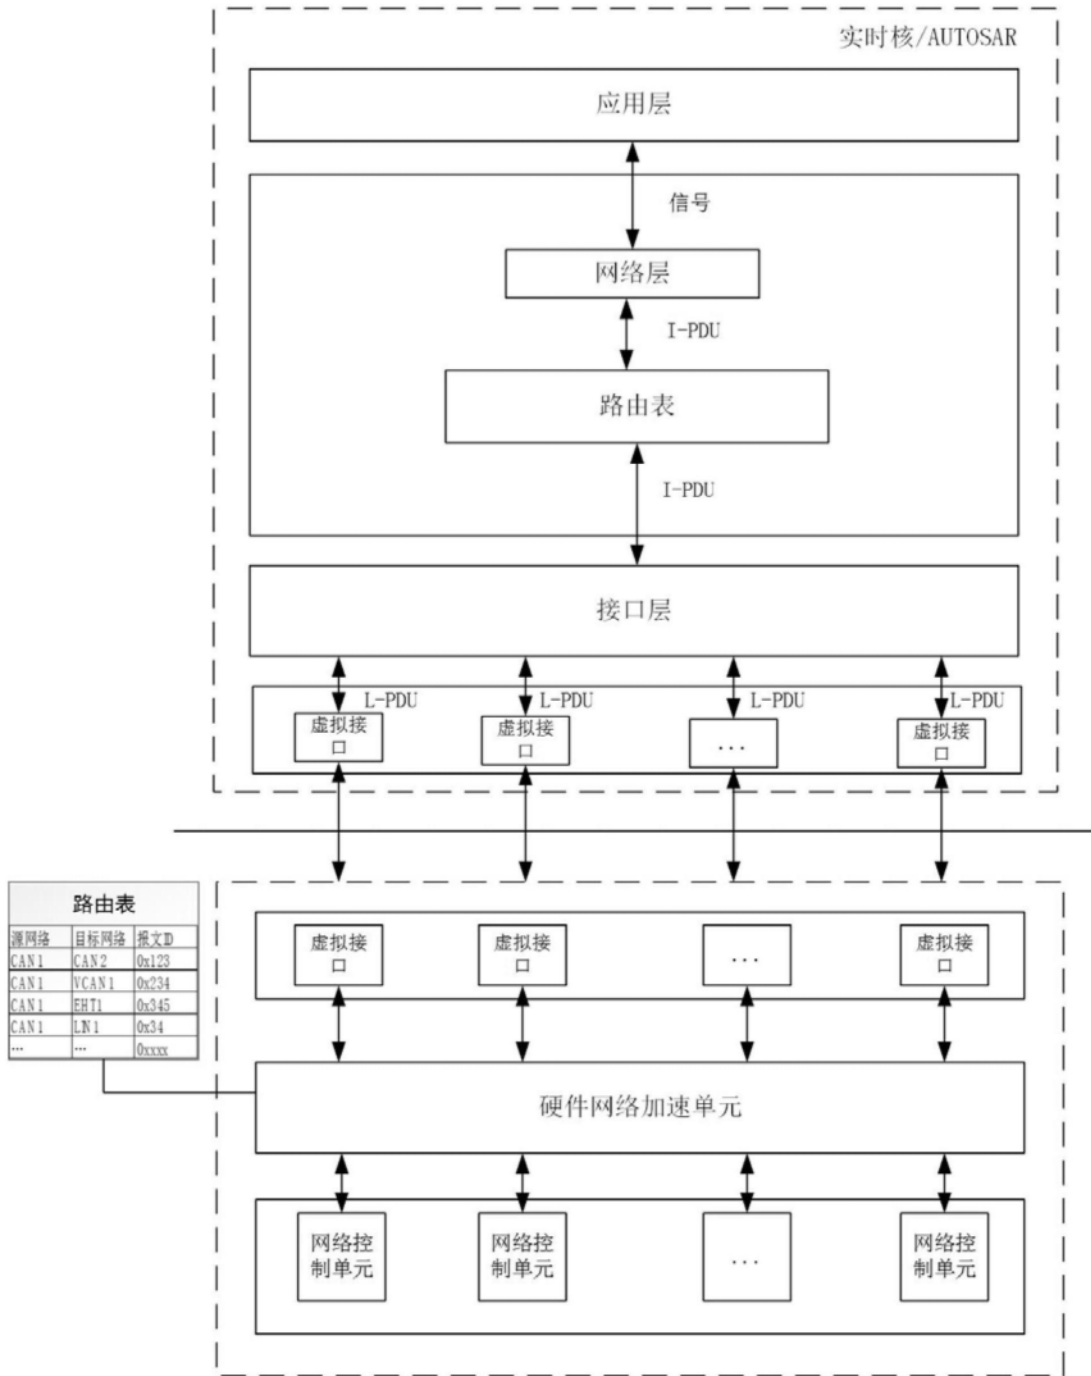 实时核/AUTOSAR
应用层
信号
网络层
I-PDU
路由表
I-PDU
接口层
L-PDU L-PDU L-PDU L-PDU
虚拟接 虚拟接 ... 虚拟接
口 口 口
路由表
源网络 目标网络 报文ID
CAN1 CAN2 0x123
CAN1 VCAN1 0x234
CAN1 EHT1 0x345
CAN1 LIN1 0x34
... ... 0xxxx
虚拟接 虚拟接 ... 虚拟接
口 口 口
硬件网络加速单元
网络控 网络控 ... 网络控
制单元 制单元 制单元